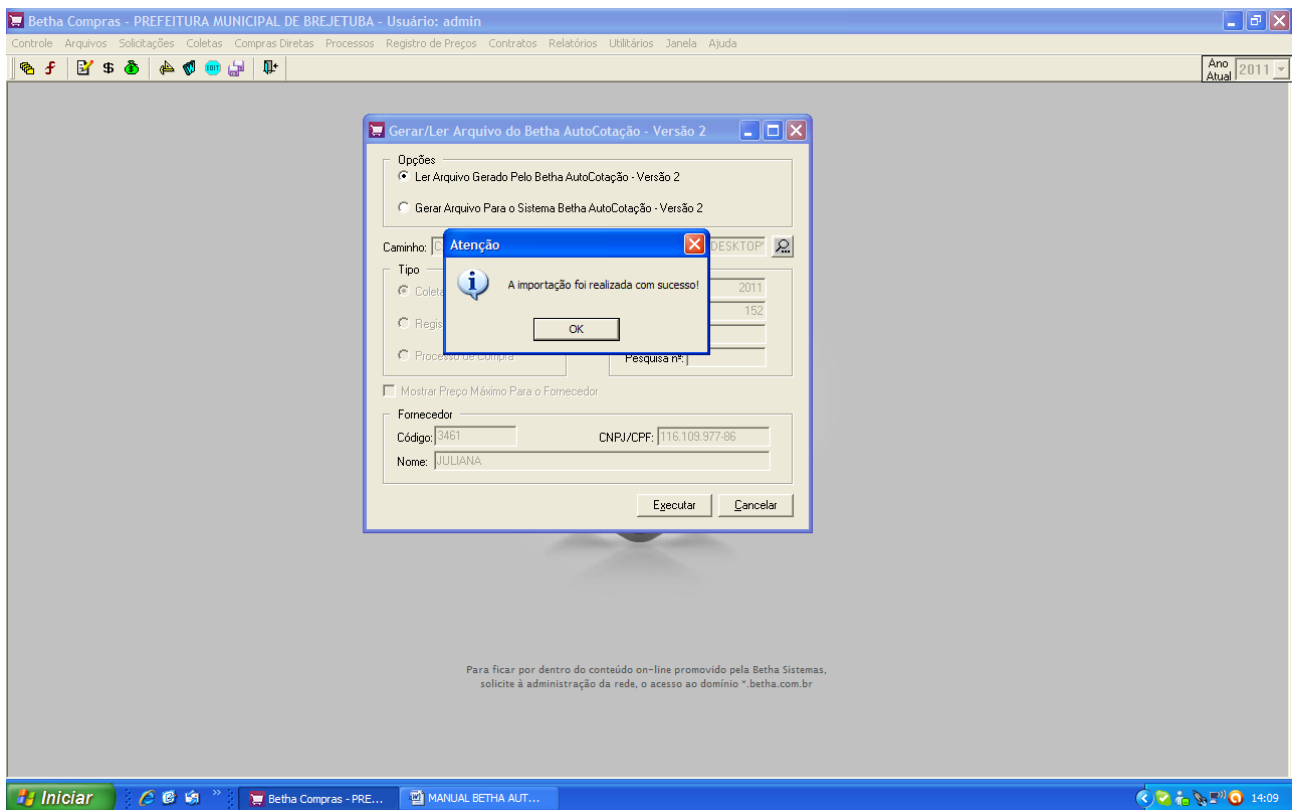 Betha Compras - PREFEITURA MUNICIPAL DE BREJETUBA - Usuário: admin
Controle Arquivos Solicitações Coletas Compras Diretas Processos Registro de Preços Contratos Relatórios Utilitários Janela Ajuda
EDIT
Ano Atual 2011
Gerar/Ler Arquivo do Betha AutoCotação - Versão 2
Opções
Ler Arquivo Gerado Pelo Betha AutoCotação - Versão 2
Gerar Arquivo Para o Sistema Betha AutoCotação - Versão 2
Caminho: C DESKTOP
Atenção
A importação foi realizada com sucesso!
OK
Tipo
Coleta 2011
Regis 152
Processo de Compra Pesquisa nº:
Mostrar Preço Máximo Para o Fornecedor
Fornecedor
Código: 3461 CNPJ/CPF: 116.109.977-86
Nome: JULIANA
Executar Cancelar
Para ficar por dentro do conteúdo on-line promovido pela Betha Sistemas,
solicite à administração da rede, o acesso ao domínio *.betha.com.br
Iniciar Betha Compras - PRE... MANUAL BETHA AUT... 14:09